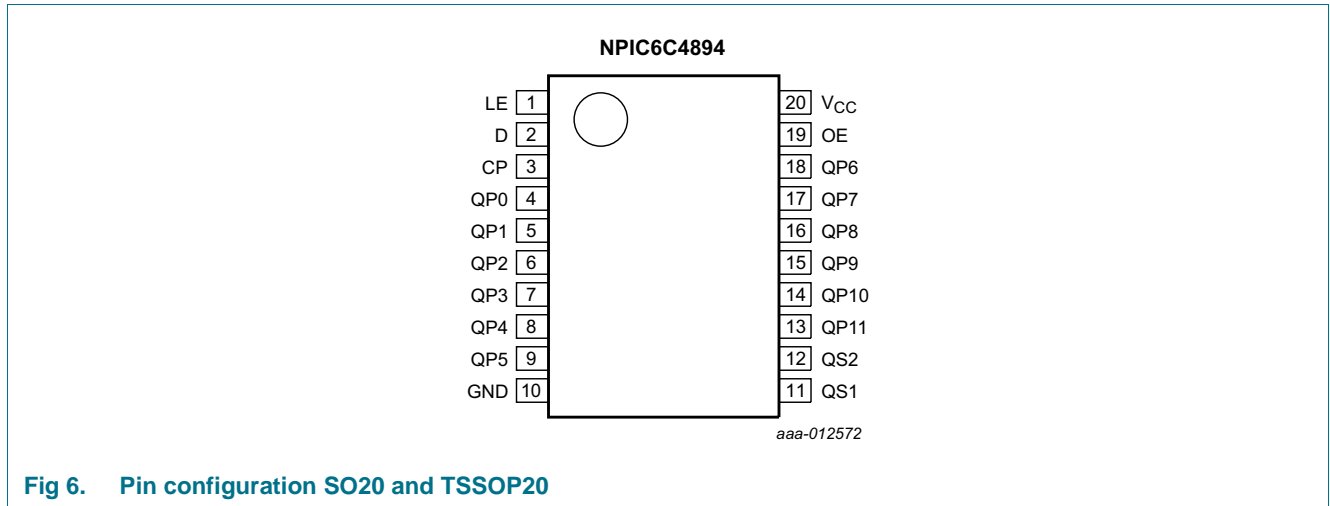 NPIC6C4894
LE 1 20 VCC
D 2 19 OE
CP 3 18 QP6
QP0 4 17 QP7
QP1 5 16 QP8
QP2 6 15 QP9
QP3 7 14 QP10
QP4 8 13 QP11
QP5 9 12 QS2
GND 10 11 QS1
aaa-012572
Fig 6. Pin configuration SO20 and TSSOP20